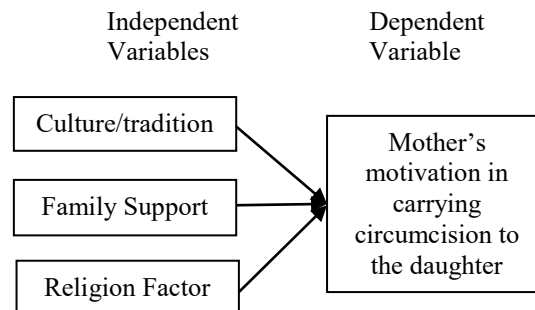 Independent
Variables
Dependent
Variable
Culture/tradition
Family Support
Religion Factor
Mother’s
motivation in
carrying
circumcision to
the daughter